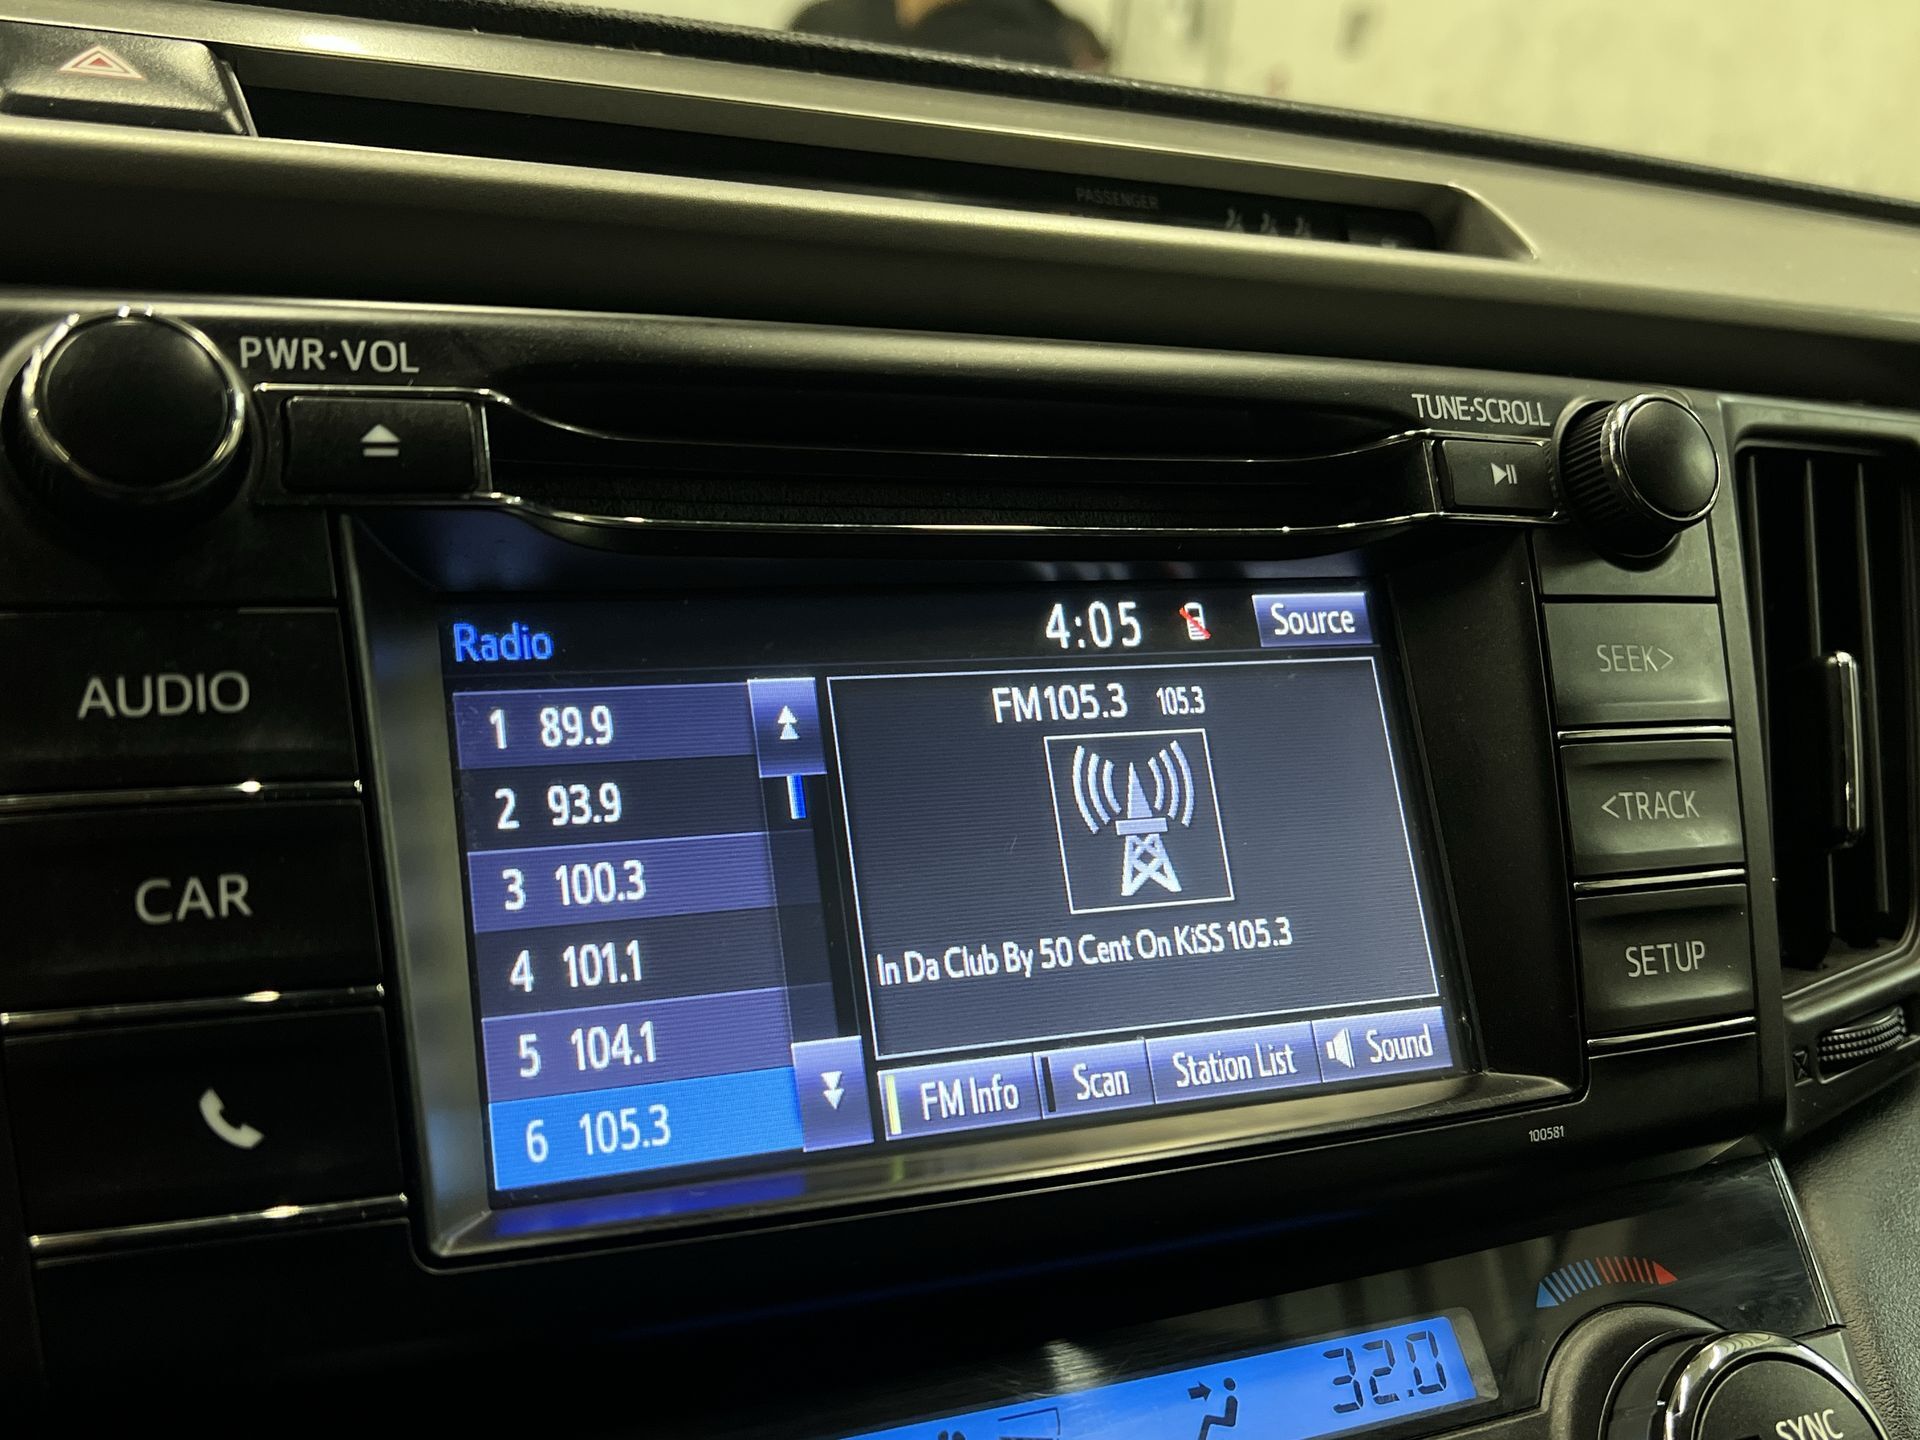 PASSENGER
PWR·VOL
TUNE·SCROLL
AUDIO
CAR
Radio
4:05
Source
1 89.9
2 93.9
3 100.3
4 101.1
5 104.1
6 105.3
FM105.3 105.3
In Da Club By 50 Cent On KiSS 105.3
FM Info
Scan
Station List
Sound
SEEK>
<TRACK
SETUP
100581
32.0
SYNC